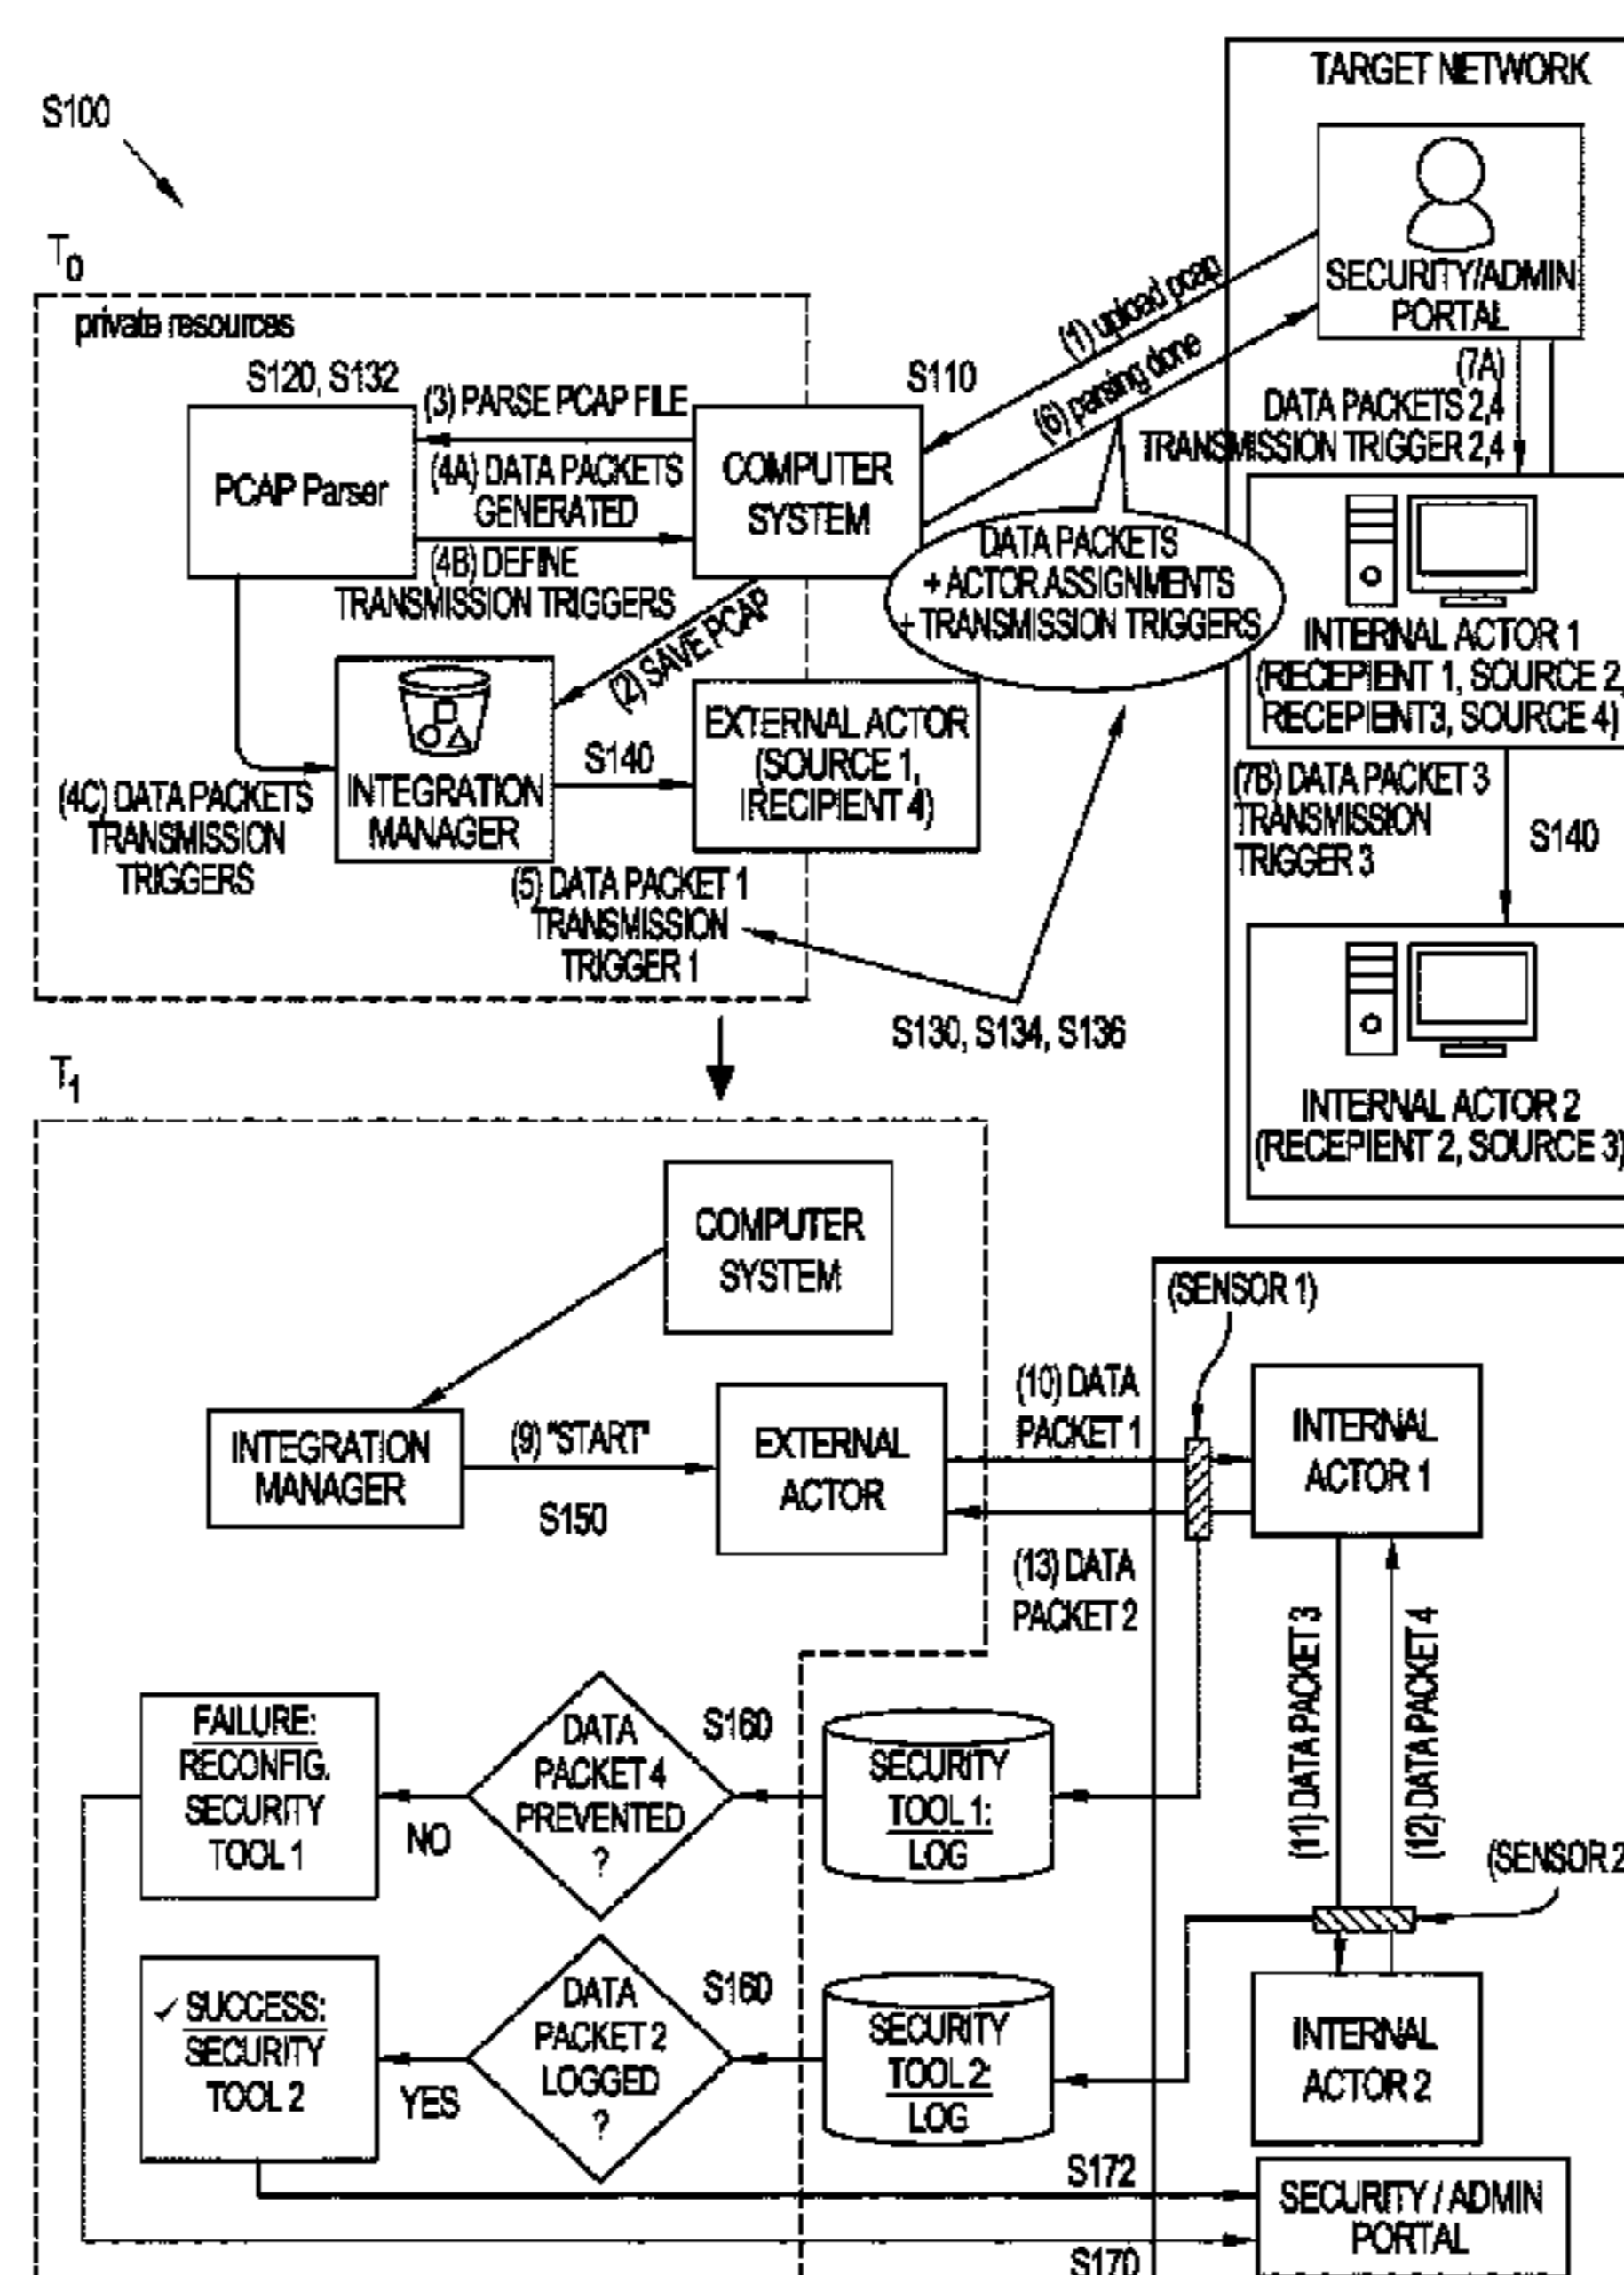 TARGET NETWORK
S100
T0
SECURITY/ADMIN
PORTAL
private resources
(1) upload pcap
(6) parsing done
S120, S132
S110
(7A)
DATA PACKETS 2,4
TRANSMISSION TRIGGER 2,4
(3) PARSE PCAP FILE
PCAP Parser
(4A) DATA PACKETS
GENERATED
COMPUTER
SYSTEM
(4B) DEFINE
TRANSMISSION TRIGGERS
DATA PACKETS
+ ACTOR ASSIGNMENTS
+ TRANSMISSION TRIGGERS
(2) SAVE PCAP
INTERNAL ACTOR 1
(RECEPIENT 1, SOURCE 2,
RECEPIENT3, SOURCE 4)
EXTERNAL ACTOR
(SOURCE 1,
RECIPIENT 4)
S140
INTEGRATION
MANAGER
(4C) DATA PACKETS
TRANSMISSION
TRIGGERS
(7B) DATA PACKET 3
TRANSMISSION
TRIGGER 3
S140
(5) DATA PACKET 1
TRANSMISSION
TRIGGER 1
S130, S134, S136
INTERNAL ACTOR 2
(RECEPIENT 2, SOURCE 3)
T1
COMPUTER
SYSTEM
(SENSOR 1)
(10) DATA
PACKET 1
INTERNAL
ACTOR 1
INTEGRATION
MANAGER
(9) "START"
EXTERNAL
ACTOR
S150
(13) DATA
PACKET 2
(11) DATA PACKET 3
(12) DATA PACKET 4
FAILURE:
RECONFIG.
SECURITY
TOOL 1
NO
DATA
PACKET 4
PREVENTED
?
S160
SECURITY
TOOL 1:
LOG
(SENSOR 2
✓ SUCCESS:
SECURITY
TOOL 2
YES
DATA
PACKET 2
LOGGED
?
S160
SECURITY
TOOL 2:
LOG
INTERNAL
ACTOR 2
S172
SECURITY / ADMIN
PORTAL
S170